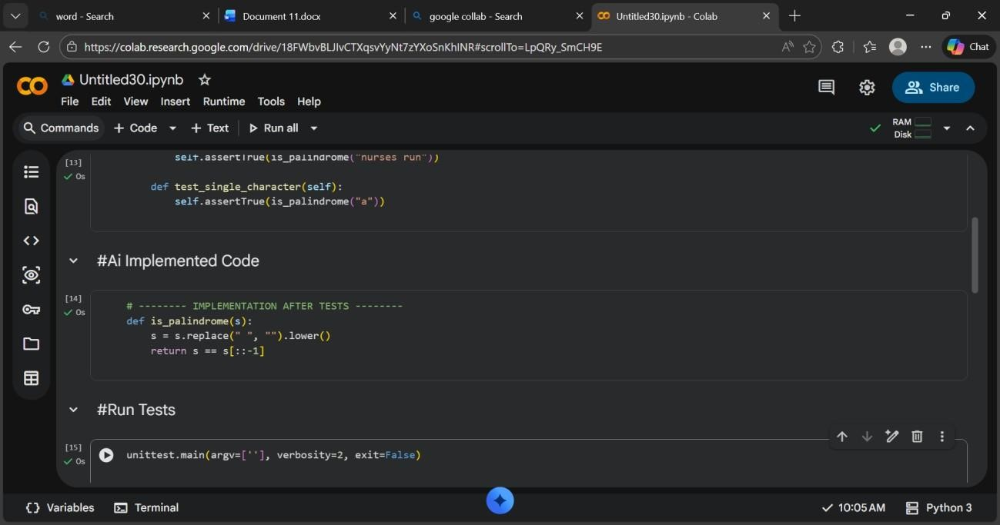 word - Search
Document 11.docx
google collab - Search
Untitled30.ipynb - Colab
https://colab.research.google.com/drive/18FWbvBLJIvCTXqsvYyNt7zYXoSnKhINR#scrollTo=LpQRy_SmCH9E
Chat
Untitled30.ipynb
File Edit View Insert Runtime Tools Help
Share
Commands + Code + Text Run all
RAM
Disk
[13]
self.assertTrue(is_palindrome("nurses run"))
0s
def test_single_character(self):
self.assertTrue(is_palindrome("a"))
#Ai Implemented Code
[14]
0s
# -------- IMPLEMENTATION AFTER TESTS --------
def is_palindrome(s):
s = s.replace(" ", "").lower()
return s == s[::-1]
#Run Tests
[15]
0s
unittest.main(argv=[''], verbosity=2, exit=False)
Variables Terminal
10:05 AM Python 3